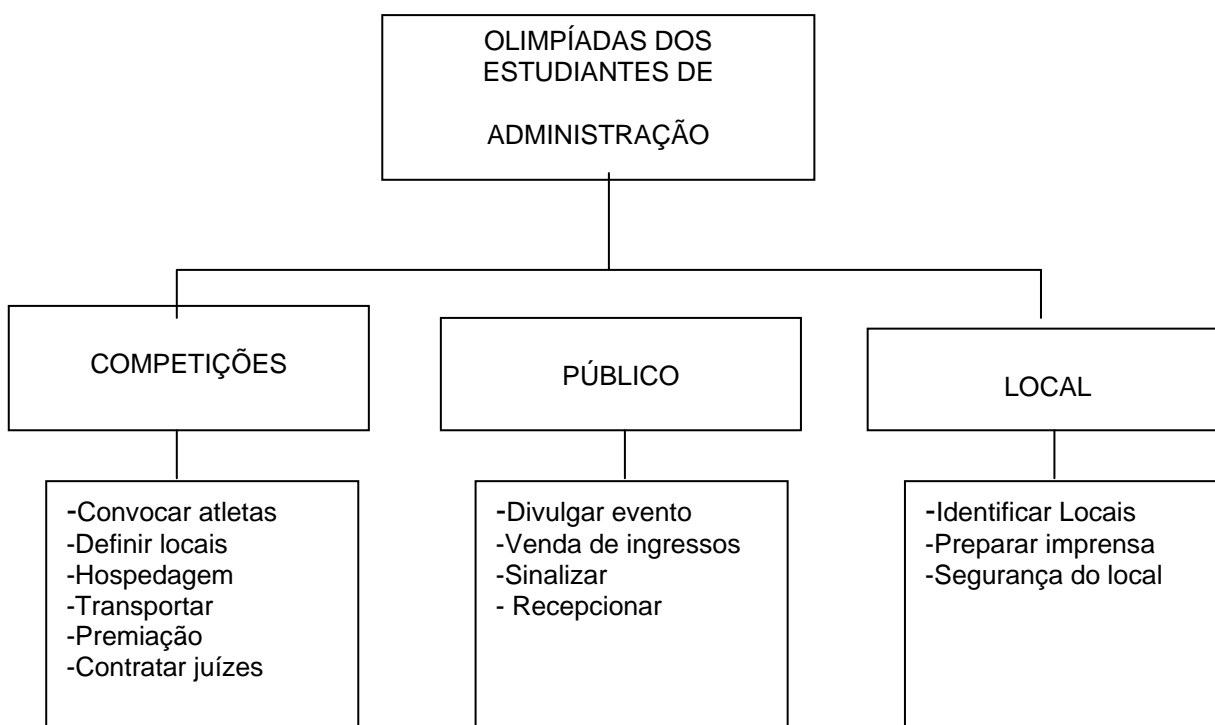 OLIMPÍADAS DOS
ESTUDIANTES DE
ADMINISTRAÇÃO
COMPETIÇÕES
PÚBLICO
LOCAL
-Convocar atletas
-Definir locais
-Hospedagem
-Transportar
-Premiação
-Contratar juízes
-Divulgar evento
-Venda de ingressos
-Sinalizar
- Recepcionar
-Identificar Locais
-Preparar imprensa
-Segurança do local